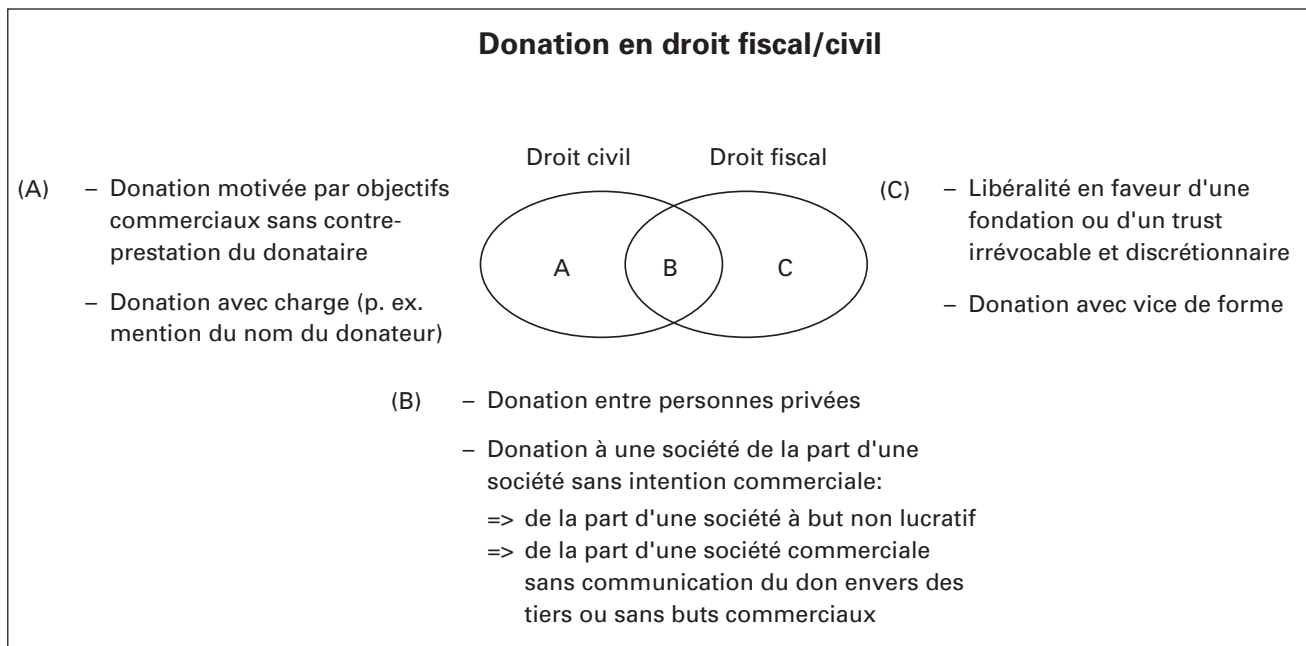 Donation en droit fiscal/civil
Droit civil
Droit fiscal
(A) – Donation motivée par objectifs
commerciaux sans contre-
prestation du donataire
– Donation avec charge (p. ex.
mention du nom du donateur)
A
B
C
(C) – Libéralité en faveur d'une
fondation ou d'un trust
irrévocable et discrétionnaire
– Donation avec vice de forme
(B) – Donation entre personnes privées
– Donation à une société de la part d'une
société sans intention commerciale:
=> de la part d'une société à but non lucratif
=> de la part d'une société commerciale
sans communication du don envers des
tiers ou sans buts commerciaux